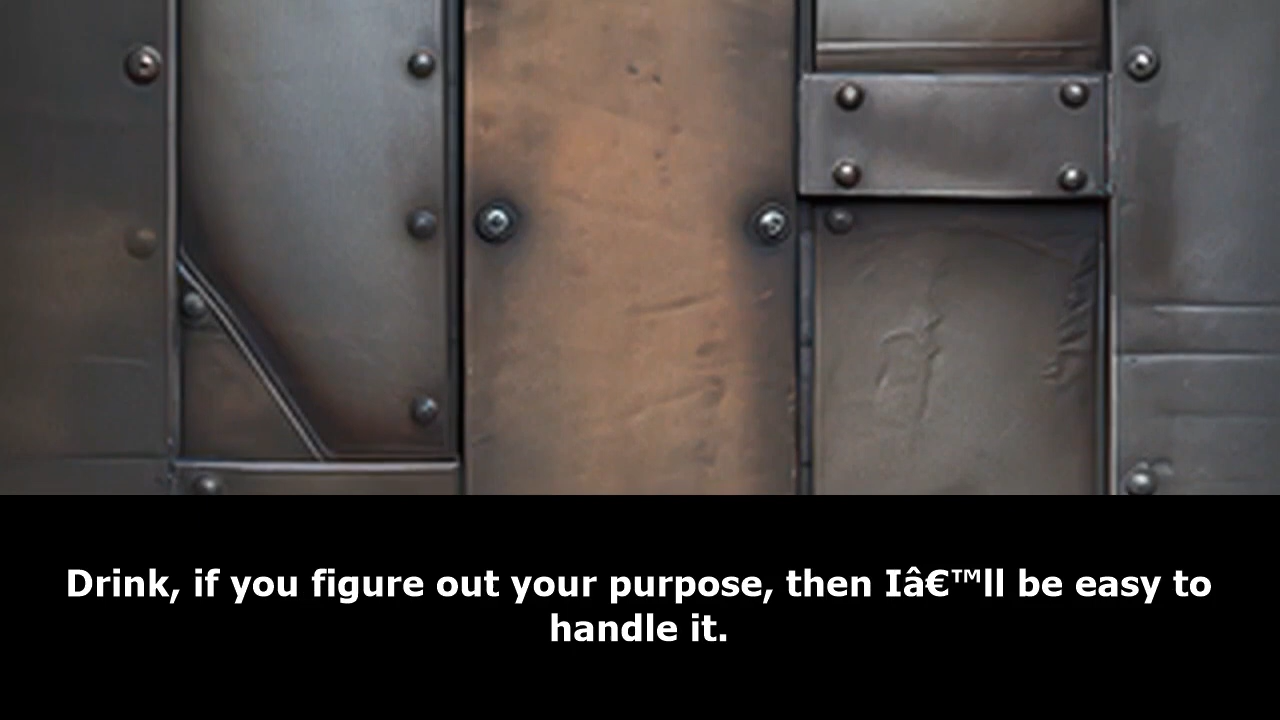 Drink, if you figure out your purpose, then Iâ€™ll be easy to
handle it.